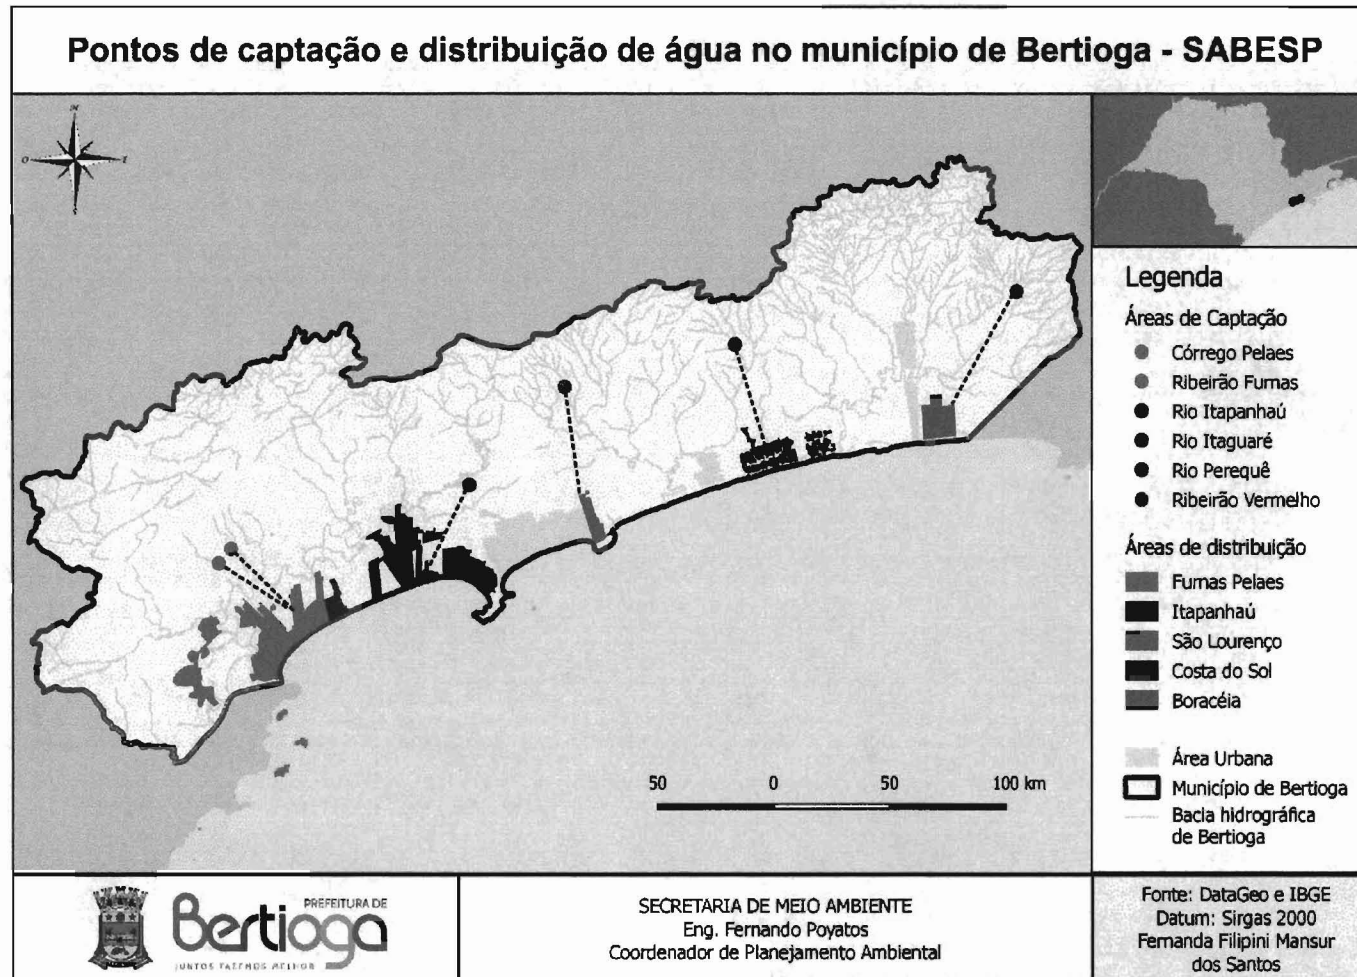 Pontos de captação e distribuição de água no município de Bertioga - SABESP
N
O
L
S
Legenda
Áreas de Captação
Córrego Pelaes
Ribeirão Furnas
Rio Itapanhaú
Rio Itaguaré
Rio Perequê
Ribeirão Vermelho
Áreas de distribuição
Furnas Pelaes
Itapanhaú
São Lourenço
Costa do Sol
Boracéia
Área Urbana
Município de Bertioga
Bacia hidrográfica
de Bertioga
50 0 50 100 km
PREFEITURA DE
Bertioga
JUNTOS FAZEMOS MELHOR
SECRETARIA DE MEIO AMBIENTE
Eng. Fernando Poyatos
Coordenador de Planejamento Ambiental
Fonte: DataGeo e IBGE
Datum: Sirgas 2000
Fernanda Filipini Mansur
dos Santos